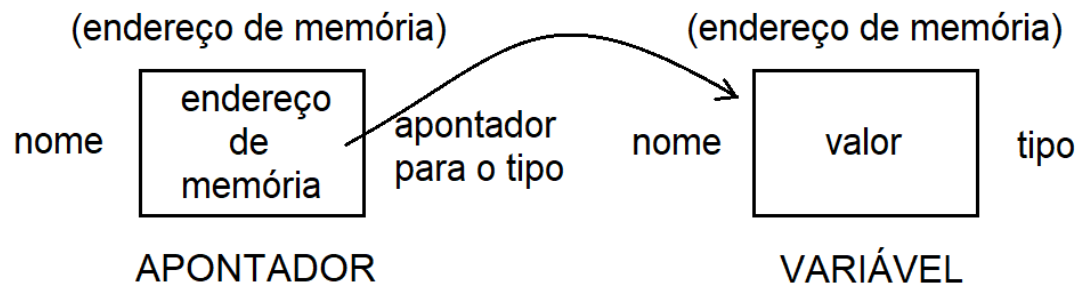 (endereço de memória)
(endereço de memória)
nome
endereço
de
memória
apontador
para o tipo
nome
valor
tipo
APONTADOR
VARIÁVEL